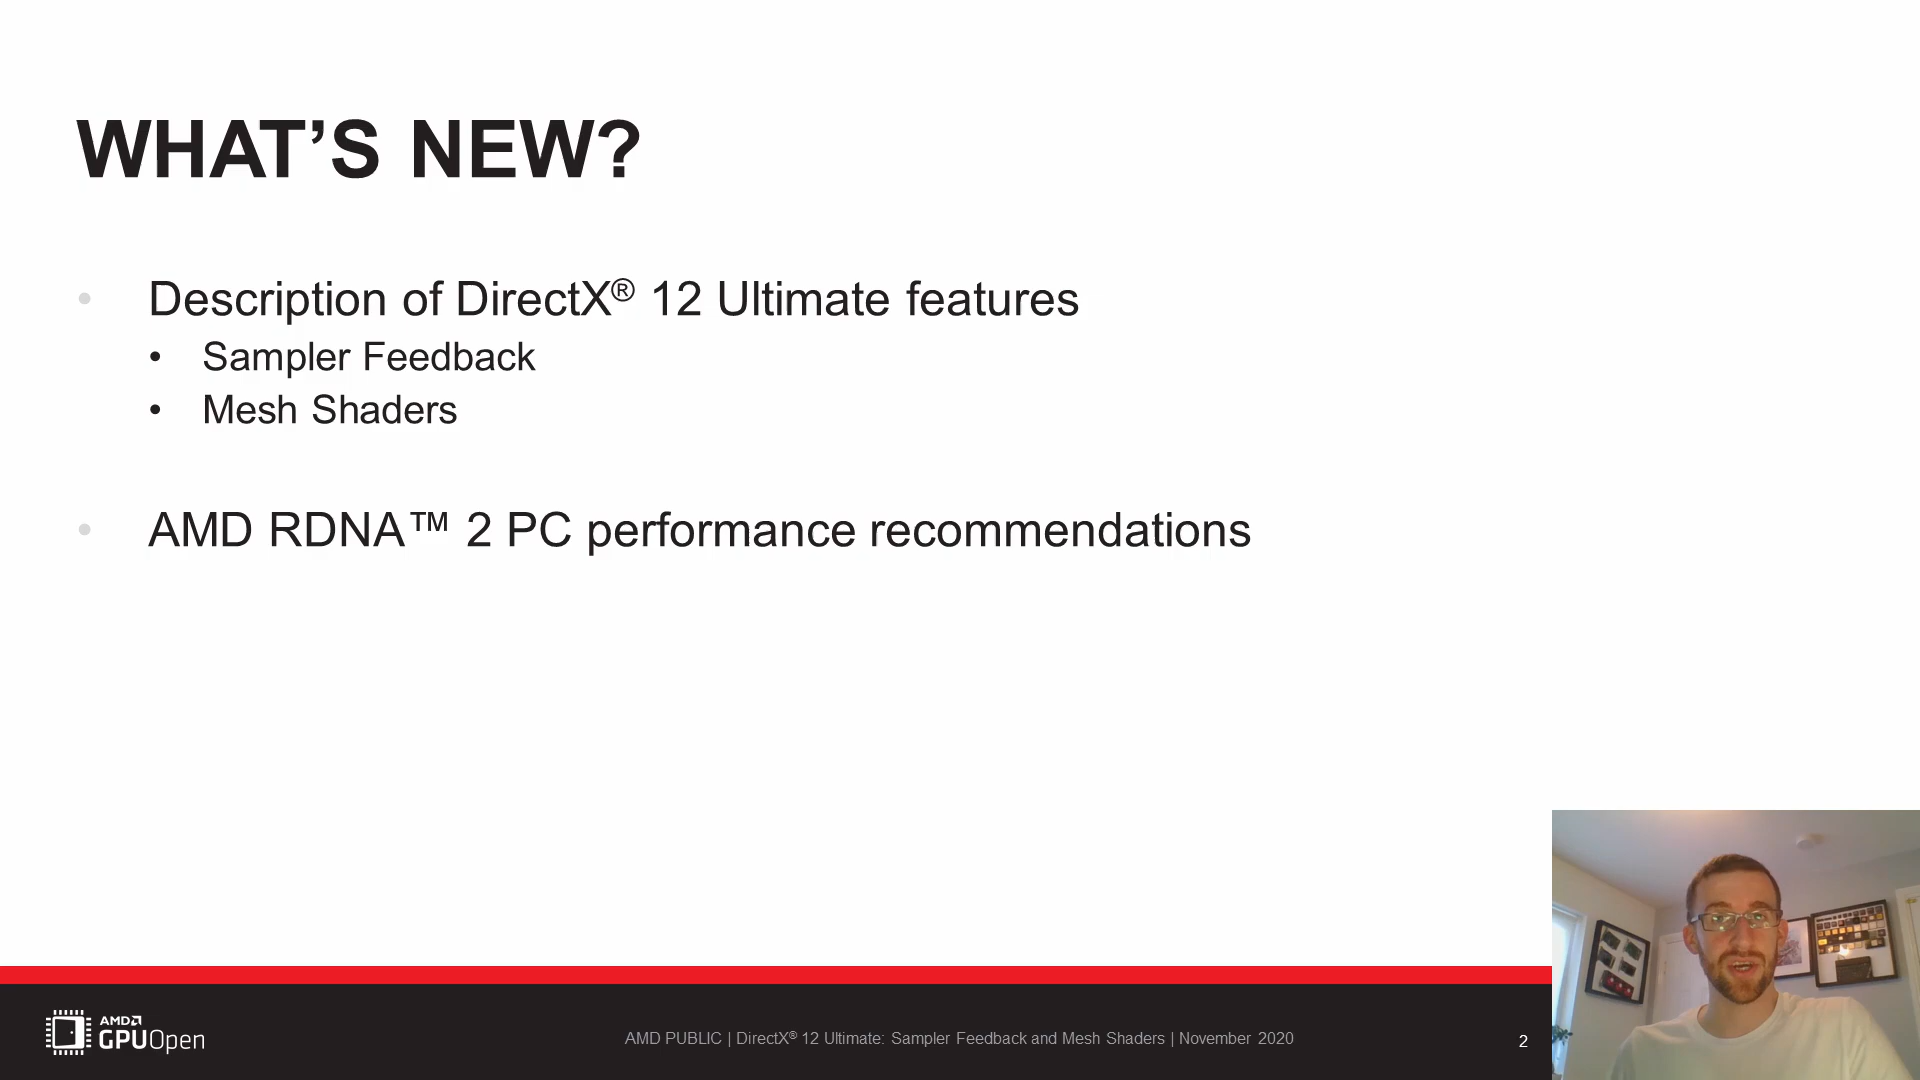 WHAT’S NEW?
• Description of DirectX® 12 Ultimate features
• Sampler Feedback
• Mesh Shaders
• AMD RDNA™ 2 PC performance recommendations
AMD
GPUOpen
AMD PUBLIC | DirectX® 12 Ultimate: Sampler Feedback and Mesh Shaders | November 2020
2